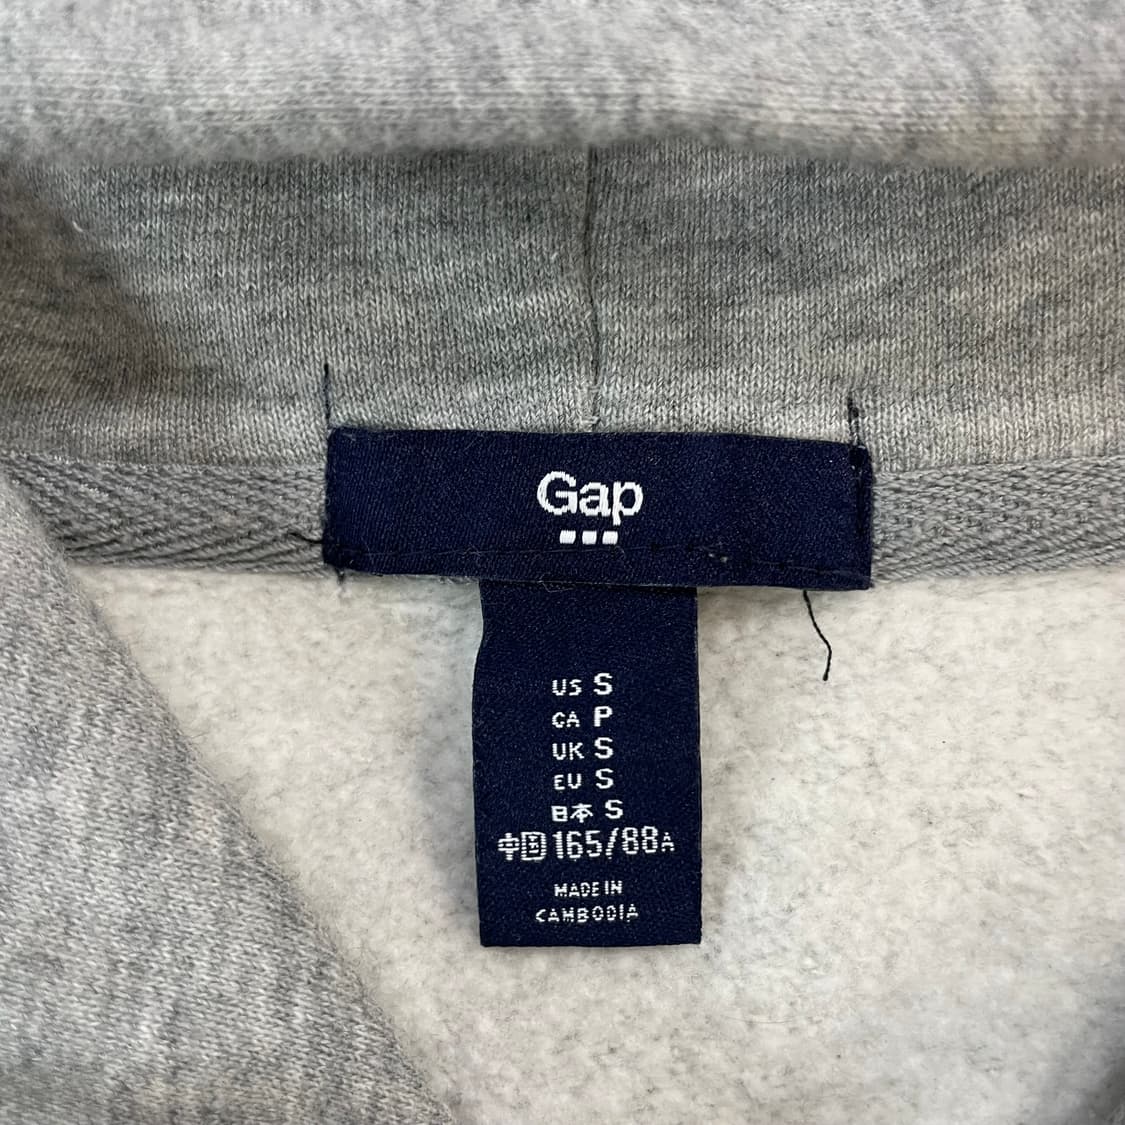 Gap
US S
CA P
UK S
EU S
日本 S
中国 165/88A
MADE IN
CAMBODIA